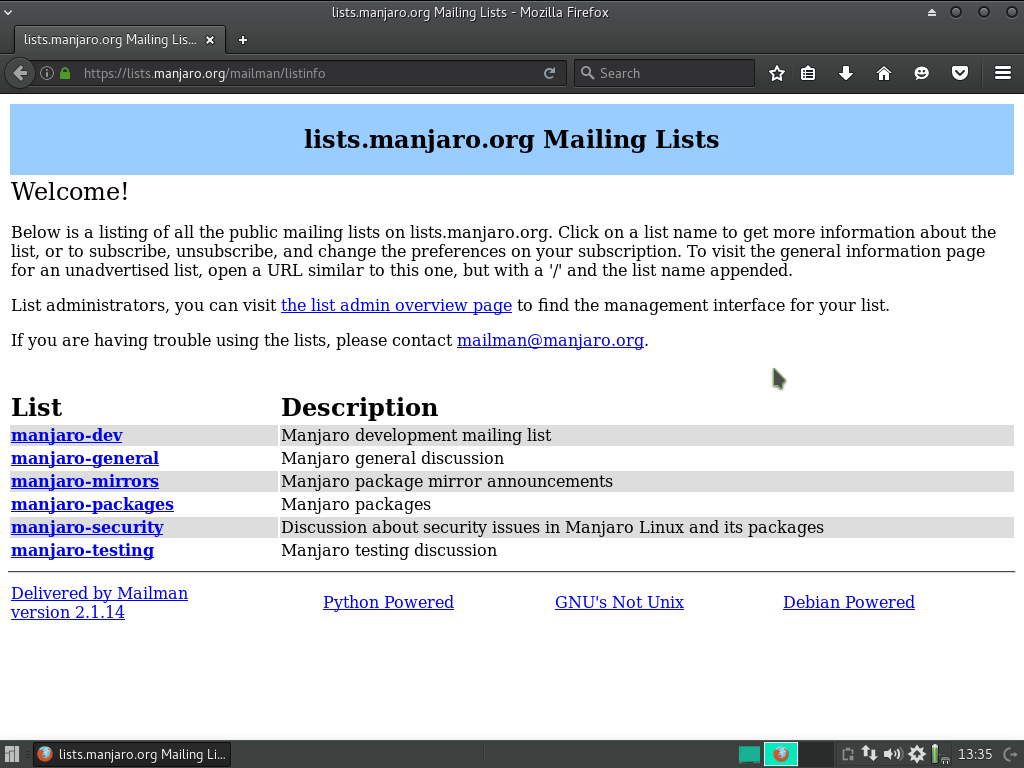 lists.manjaro.org Mailing Lists - Mozilla Firefox
lists.manjaro.org Mailing Lis...
https://lists.manjaro.org/mailman/listinfo
Search
lists.manjaro.org Mailing Lists
Welcome!
Below is a listing of all the public mailing lists on lists.manjaro.org. Click on a list name to get more information about the
list, or to subscribe, unsubscribe, and change the preferences on your subscription. To visit the general information page
for an unadvertised list, open a URL similar to this one, but with a '/' and the list name appended.
List administrators, you can visit the list admin overview page to find the management interface for your list.
If you are having trouble using the lists, please contact mailman@manjaro.org.
List Description
manjaro-dev Manjaro development mailing list
manjaro-general Manjaro general discussion
manjaro-mirrors Manjaro package mirror announcements
manjaro-packages Manjaro packages
manjaro-security Discussion about security issues in Manjaro Linux and its packages
manjaro-testing Manjaro testing discussion
Delivered by Mailman
version 2.1.14
Python Powered
GNU's Not Unix
Debian Powered
lists.manjaro.org Mailing Li...
13:35